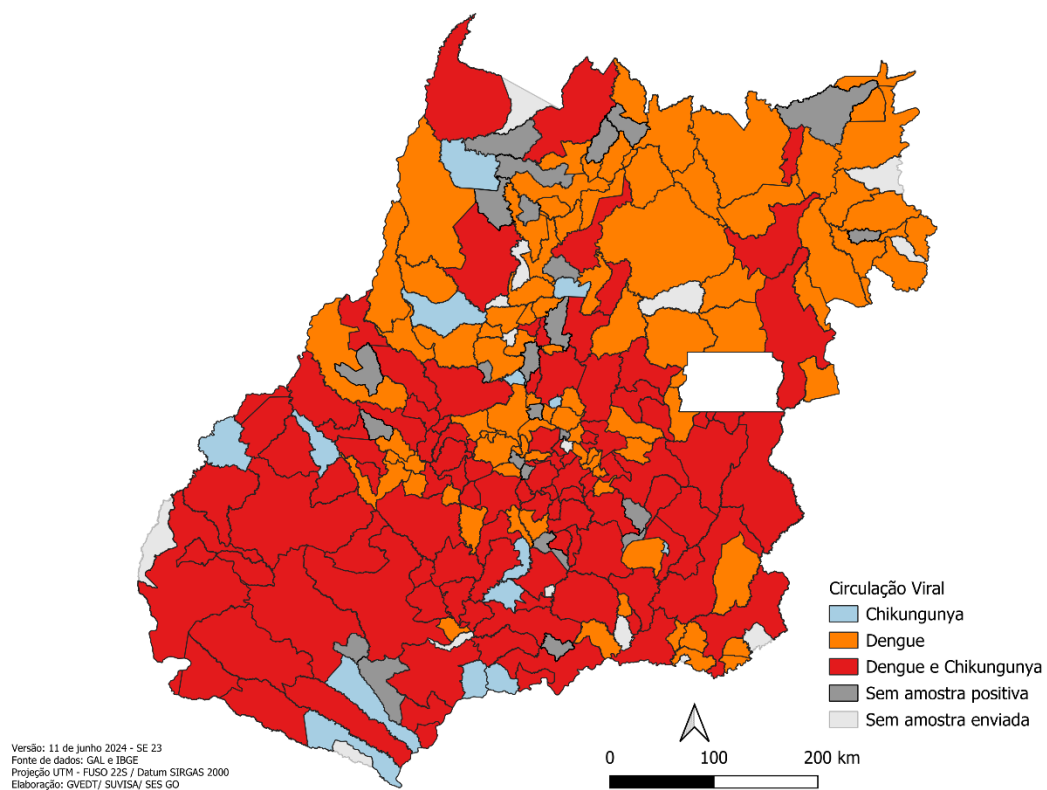 Circulação Viral
Chikungunya
Dengue
Dengue e Chikungunya
Sem amostra positiva
Sem amostra enviada
Versão: 11 de junho 2024 - SE 23
Fonte de dados: GAL e IBGE
Projeção UTM - FUSO 22S / Datum SIRGAS 2000
Elaboração: GVEDT/ SUVISA/ SES GO
0 100 200 km